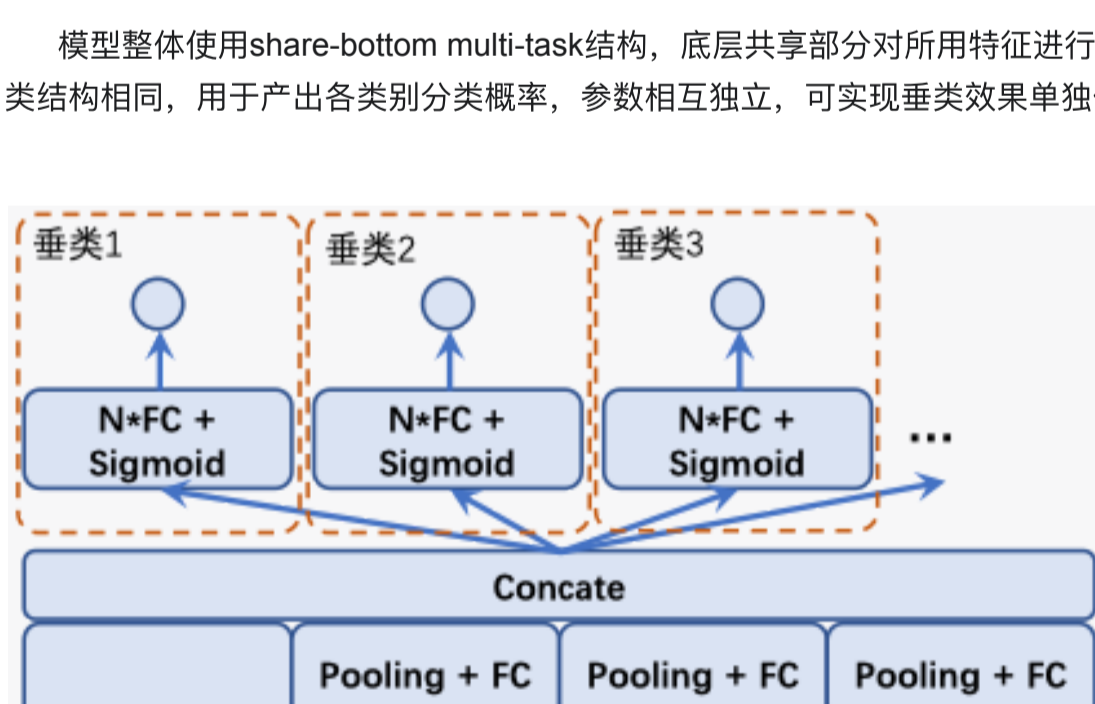 模型整体使用share-bottom multi-task结构，底层共享部分对所用特征进行
类结构相同，用于产出各类别分类概率，参数相互独立，可实现垂类效果单独
垂类1
垂类2
垂类3
N*FC +
Sigmoid
N*FC +
Sigmoid
N*FC +
Sigmoid
...
Concate
Pooling + FC
Pooling + FC
Pooling + FC